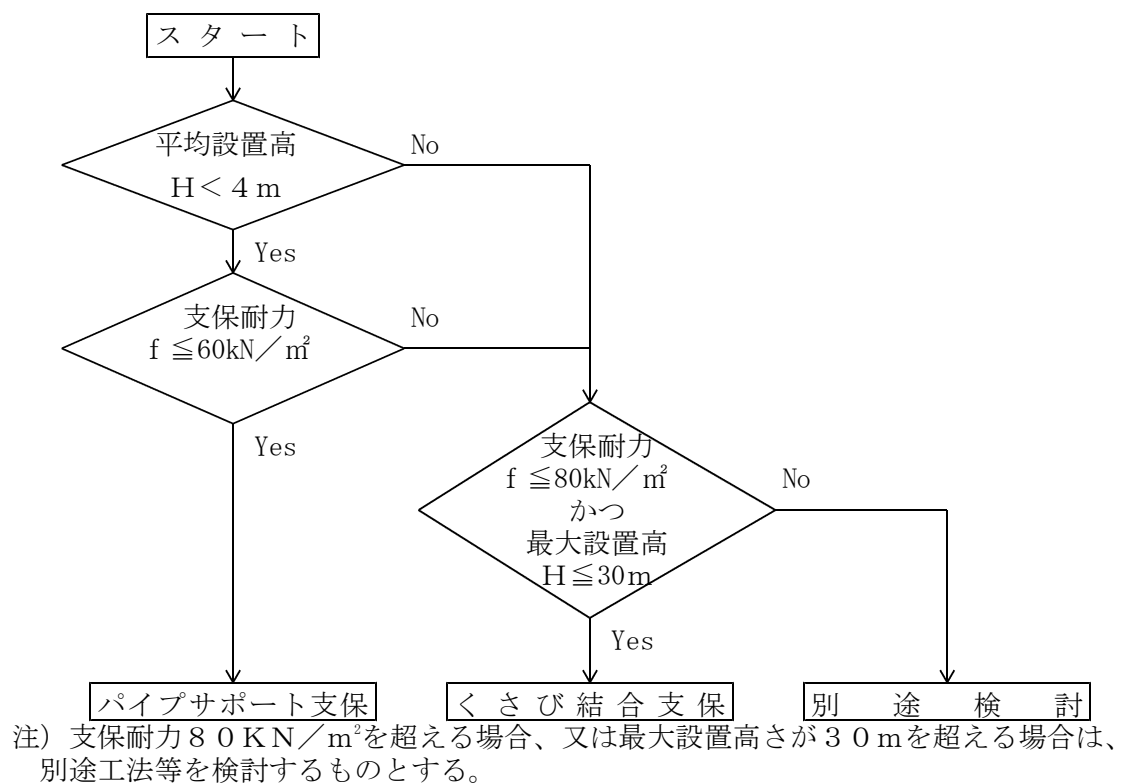 スタート
平均設置高
No
H＜４ｍ
Yes
支保耐力
No
f ≦60kN／㎡
Yes
支保耐力
f ≦80kN／㎡
No
かつ
最大設置高
H≦30ｍ
Yes
パイプサポート支保
くさび結合支保
別途検討
注）支保耐力８０ＫＮ／m²を超える場合、又は最大設置高さが３０ｍを超える場合は、
別途工法等を検討するものとする。